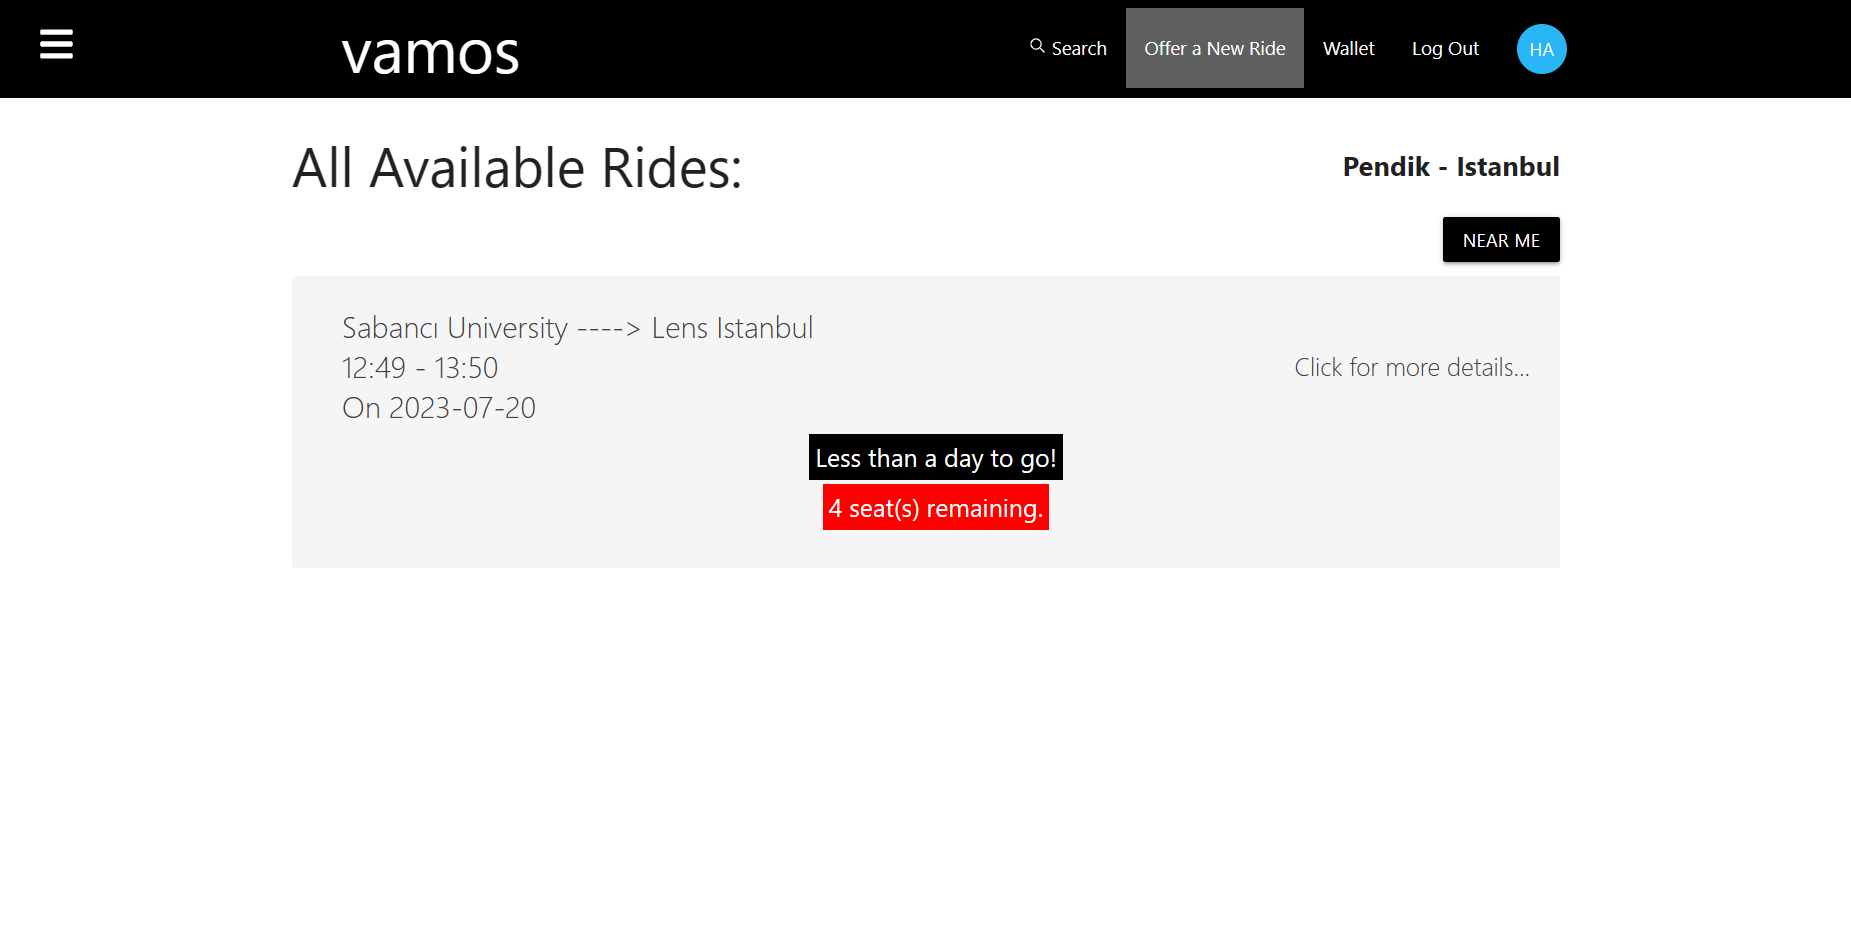 vamos
Search
Offer a New Ride
Wallet
Log Out
HA
All Available Rides:
Pendik - Istanbul
NEAR ME
Sabancı University ----> Lens Istanbul
12:49 - 13:50
Click for more details...
On 2023-07-20
Less than a day to go!
4 seat(s) remaining.